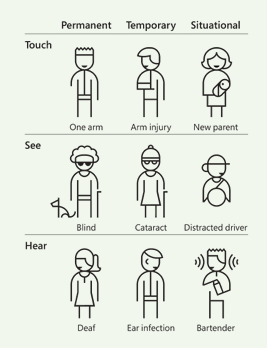 Permanent Temporary Situational
Touch
One arm Arm injury New parent
See
Blind Cataract Distracted driver
Hear
Deaf Ear infection Bartender